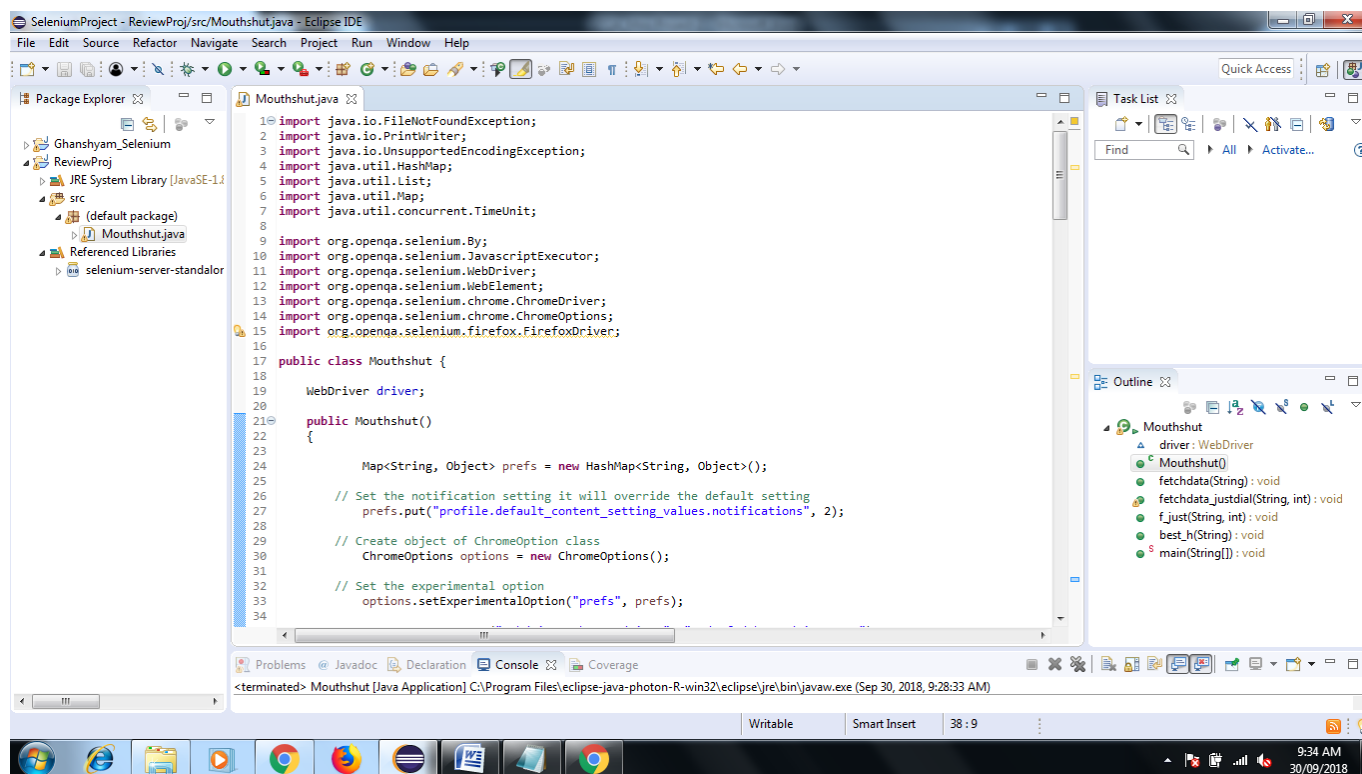 SeleniumProject - ReviewProj/src/Mouthshut.java - Eclipse IDE
File Edit Source Refactor Navigate Search Project Run Window Help
Quick Access
Package Explorer
Ghanshyam_Selenium
ReviewProj
JRE System Library [JavaSE-1.8
src
(default package)
Mouthshut.java
Referenced Libraries
selenium-server-standalor
Mouthshut.java
1 import java.io.FileNotFoundException;
2 import java.io.PrintWriter;
3 import java.io.UnsupportedEncodingException;
4 import java.util.HashMap;
5 import java.util.List;
6 import java.util.Map;
7 import java.util.concurrent.TimeUnit;
8
9 import org.openqa.selenium.By;
10 import org.openqa.selenium.JavascriptExecutor;
11 import org.openqa.selenium.WebDriver;
12 import org.openqa.selenium.WebElement;
13 import org.openqa.selenium.chrome.ChromeDriver;
14 import org.openqa.selenium.chrome.ChromeOptions;
15 import org.openqa.selenium.firefox.FirefoxDriver;
16
17 public class Mouthshut {
18
19 WebDriver driver;
20
21 public Mouthshut()
22 {
23
24 Map<String, Object> prefs = new HashMap<String, Object>();
25
26 // Set the notification setting it will override the default setting
27 prefs.put("profile.default_content_setting_values.notifications", 2);
28
29 // Create object of ChromeOption class
30 ChromeOptions options = new ChromeOptions();
31
32 // Set the experimental option
33 options.setExperimentalOption("prefs", prefs);
34
Task List
Find All Activate...
Outline
Mouthshut
driver : WebDriver
Mouthshut()
fetchdata(String) : void
fetchdata_justdial(String, int) : void
f_just(String, int) : void
best_h(String) : void
main(String[]) : void
Problems Javadoc Declaration Console Coverage
<terminated> Mouthshut [Java Application] C:\Program Files\eclipse-java-photon-R-win32\eclipse\jre\bin\javaw.exe (Sep 30, 2018, 9:28:33 AM)
Writable Smart Insert 38 : 9
9:34 AM
30/09/2018